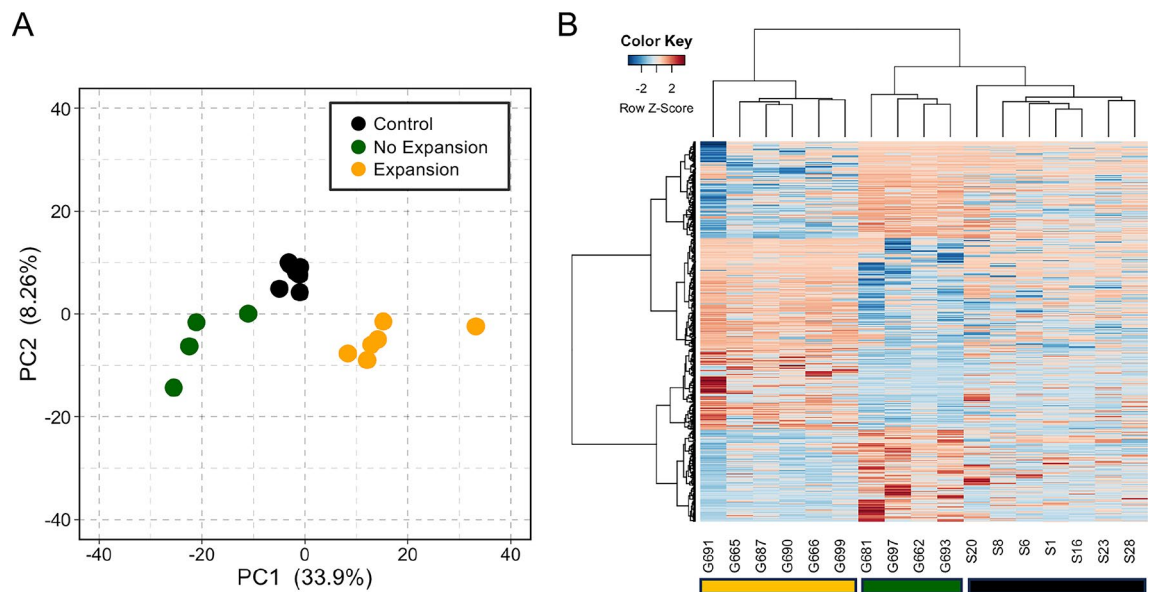 A
40
20
0
-20
-40
-40
-20
0
20
40
PC1 (33.9%)
PC2 (8.26%)
Control
No Expansion
Expansion
B
Color Key
-2
2
Row Z-Score
G691
G665
G687
G690
G666
G699
G681
G697
G662
G693
S20
S8
S6
S1
S16
S23
S28